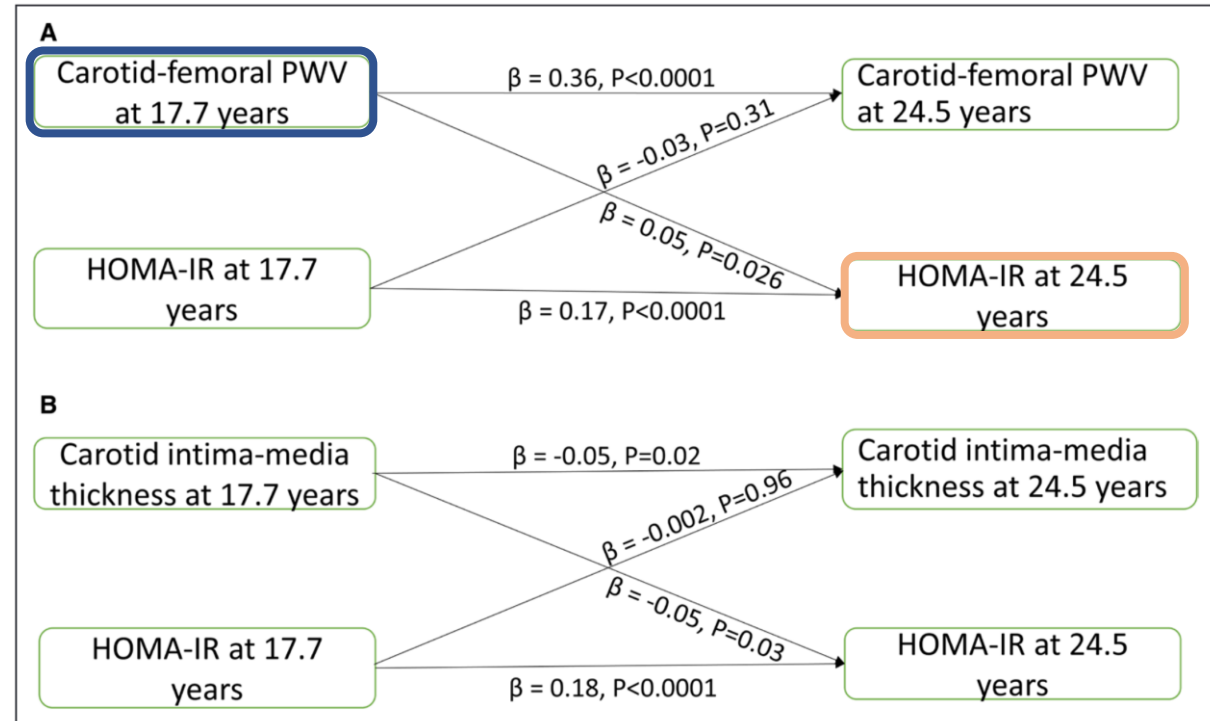 A
Carotid-femoral PWV
at 17.7 years
β = 0.36, P<0.0001
Carotid-femoral PWV
at 24.5 years
β = -0.03, P=0.31
β = 0.05, P=0.026
HOMA-IR at 17.7
years
β = 0.17, P<0.0001
HOMA-IR at 24.5
years
B
Carotid intima-media
thickness at 17.7 years
β = -0.05, P=0.02
Carotid intima-media
thickness at 24.5 years
β = -0.002, P=0.96
β = -0.05, P=0.03
HOMA-IR at 17.7
years
β = 0.18, P<0.0001
HOMA-IR at 24.5
years